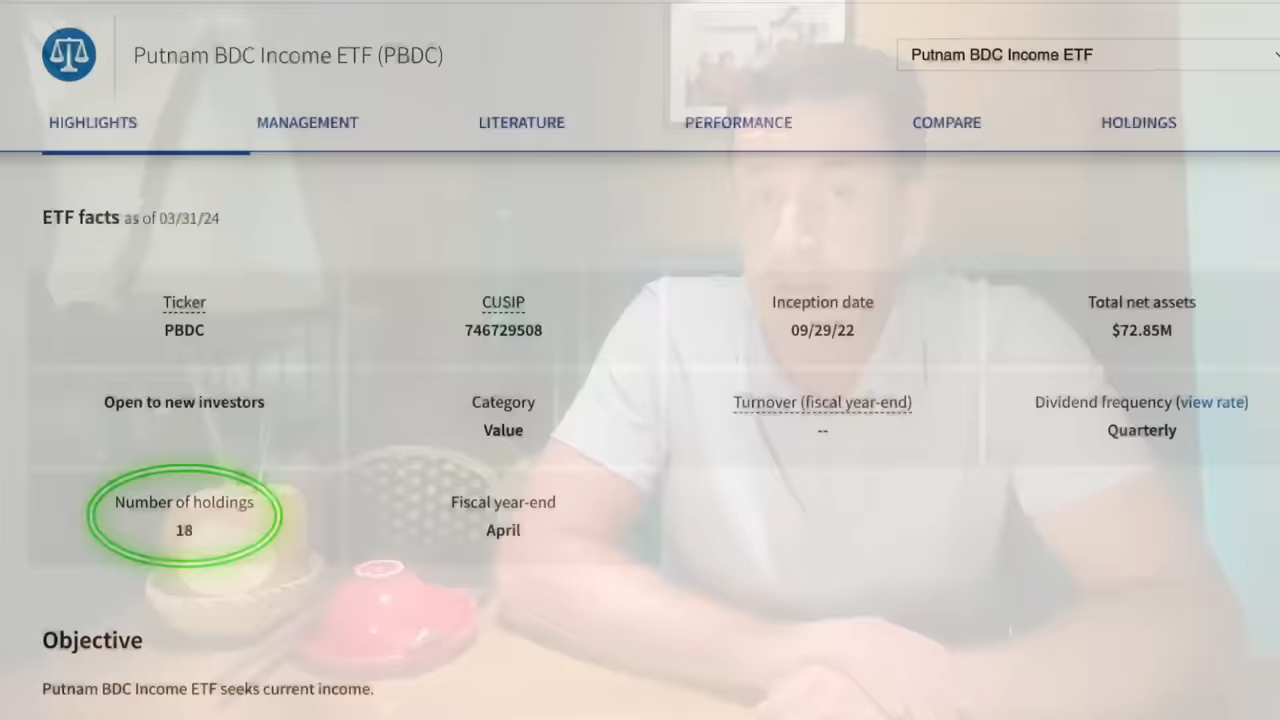 Putnam BDC Income ETF (PBDC)
Putnam BDC Income ETF
HIGHLIGHTS MANAGEMENT LITERATURE PERFORMANCE COMPARE HOLDINGS
ETF facts as of 03/31/24
Ticker CUSIP Inception date Total net assets
PBDC 746729508 09/29/22 $72.85M
Open to new investors Category Turnover (fiscal year-end) Dividend frequency (view rate)
Value -- Quarterly
Number of holdings Fiscal year-end
18 April
Objective
Putnam BDC Income ETF seeks current income.